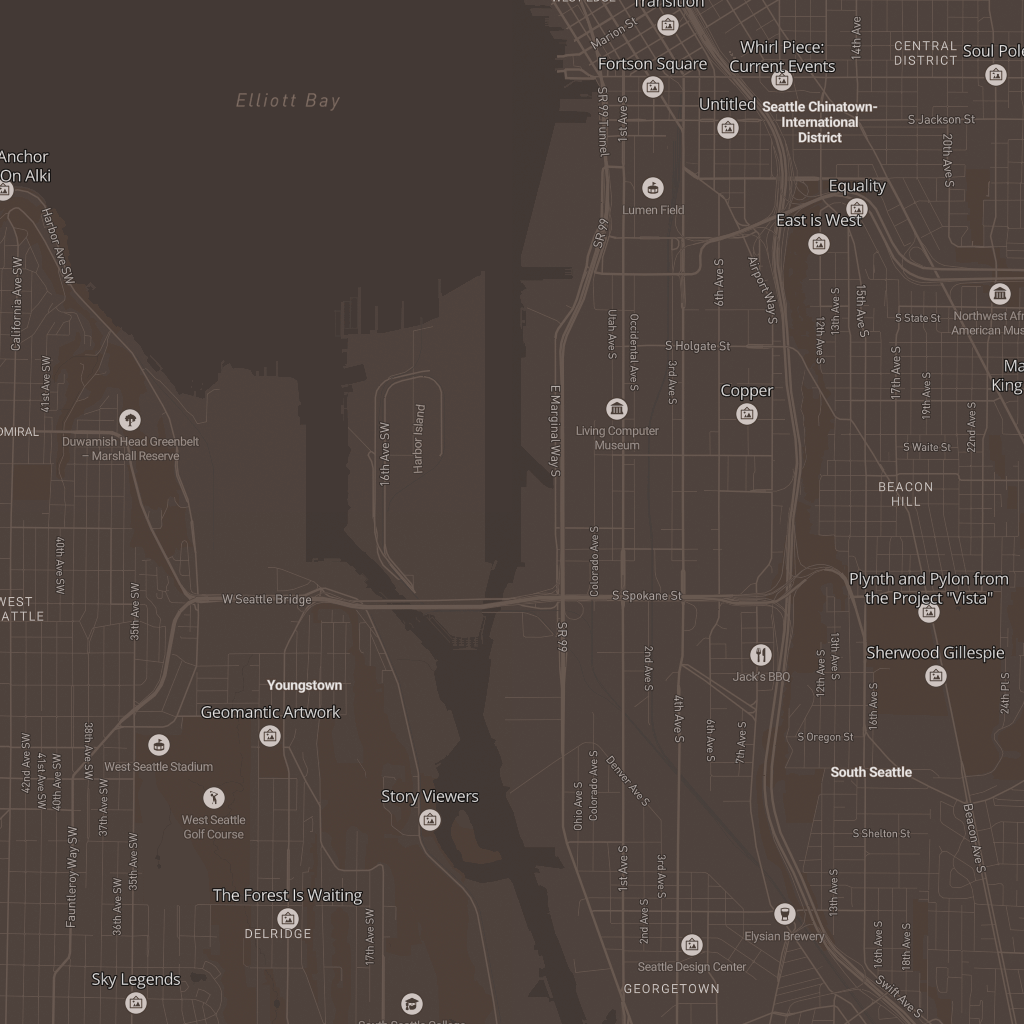 Transition
Marion St
Fortson Square
Whirl Piece:
Current Events
14th Ave
CENTRAL
DISTRICT
Soul Pole
Elliott Bay
SR 99 Tunnel
1st Ave S
Untitled
Seattle Chinatown-
International
District
S Jackson St
20th Ave S
Anchor
On Alki
Lumen Field
Equality
East is West
Harbor Ave SW
California Ave SW
SR 99
6th Ave S
Airport Way S
12th Ave S
13th Ave S
15th Ave S
S State St
Northwest Afr
American Mus
Utah Ave S
Occidental Ave S
S Holgate St
3rd Ave S
17th Ave S
19th Ave S
Ma
King
41st Ave SW
Copper
22nd Ave S
Duwamish Head Greenbelt
– Marshall Reserve
16th Ave SW
Harbor Island
E Marginal Way S
Living Computer
Museum
S Waite St
BEACON
HILL
40th Ave SW
35th Ave SW
W Seattle Bridge
Colorado Ave S
S Spokane St
Plynth and Pylon from
the Project "Vista"
WEST
ATTLE
SR 99
2nd Ave S
Jack's BBQ
12th Ave S
13th Ave S
Sherwood Gillespie
24th PLS
16th Ave S
Youngstown
Geomantic Artwork
4th Ave S
6th Ave S
7th Ave S
S Oregon St
42nd Ave SW
41st Ave SW
40th Ave SW
38th Ave SW
37th Ave SW
West Seattle Stadium
South Seattle
West Seattle
Golf Course
Story Viewers
Ohio Ave S
Colorado Ave S
Denver Ave S
S Shelton St
Beacon Ave S
Fauntleroy Way SW
35th Ave SW
36th Ave SW
The Forest Is Waiting
DELRIDGE
17th Ave SW
1st Ave S
3rd Ave S
2nd Ave S
Elysian Brewery
13th Ave S
16th Ave S
18th Ave S
Seattle Design Center
GEORGETOWN
Swift Ave S
Sky Legends